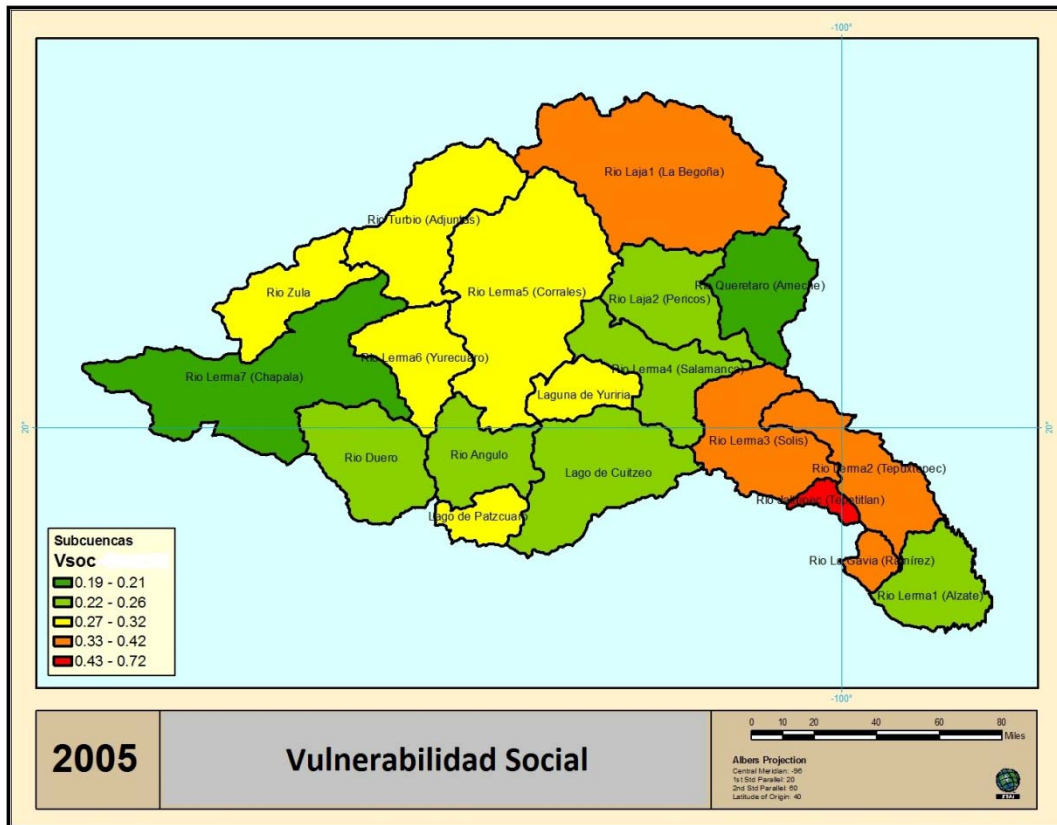 -100°
Rio Laja1 (La Begoña)
Rio Turbio (Adjuntas)
Rio Queretaro (Ameche)
Rio Zula
Rio Lerma5 (Corrales)
Rio Laja2 (Pericos)
Rio Lerma6 (Yurecuaro)
Rio Lerma4 (Salamanca)
Rio Lerma7 (Chapala)
Laguna de Yuriria
20°
20°
Rio Lerma3 (Solis)
Rio Duero
Rio Angulo
Lago de Cuitzeo
Rio Lerma2 (Tepuxtepec)
Lago de Patzcuaro
(Tepetitlan)
Rio La Gavia (Ramírez)
Rio Lerma1 (Alzate)
Subcuencas
Vsoc
0.19 - 0.21
0.22 - 0.26
0.27 - 0.32
0.33 - 0.42
0.43 - 0.72
-100°
2005
Vulnerabilidad Social
0 10 20 40 60 80
Miles
Albers Projection
Central Meridian: -96
1st Std Parallel: 20
2nd Std Parallel: 60
Latitude of Origin: 40